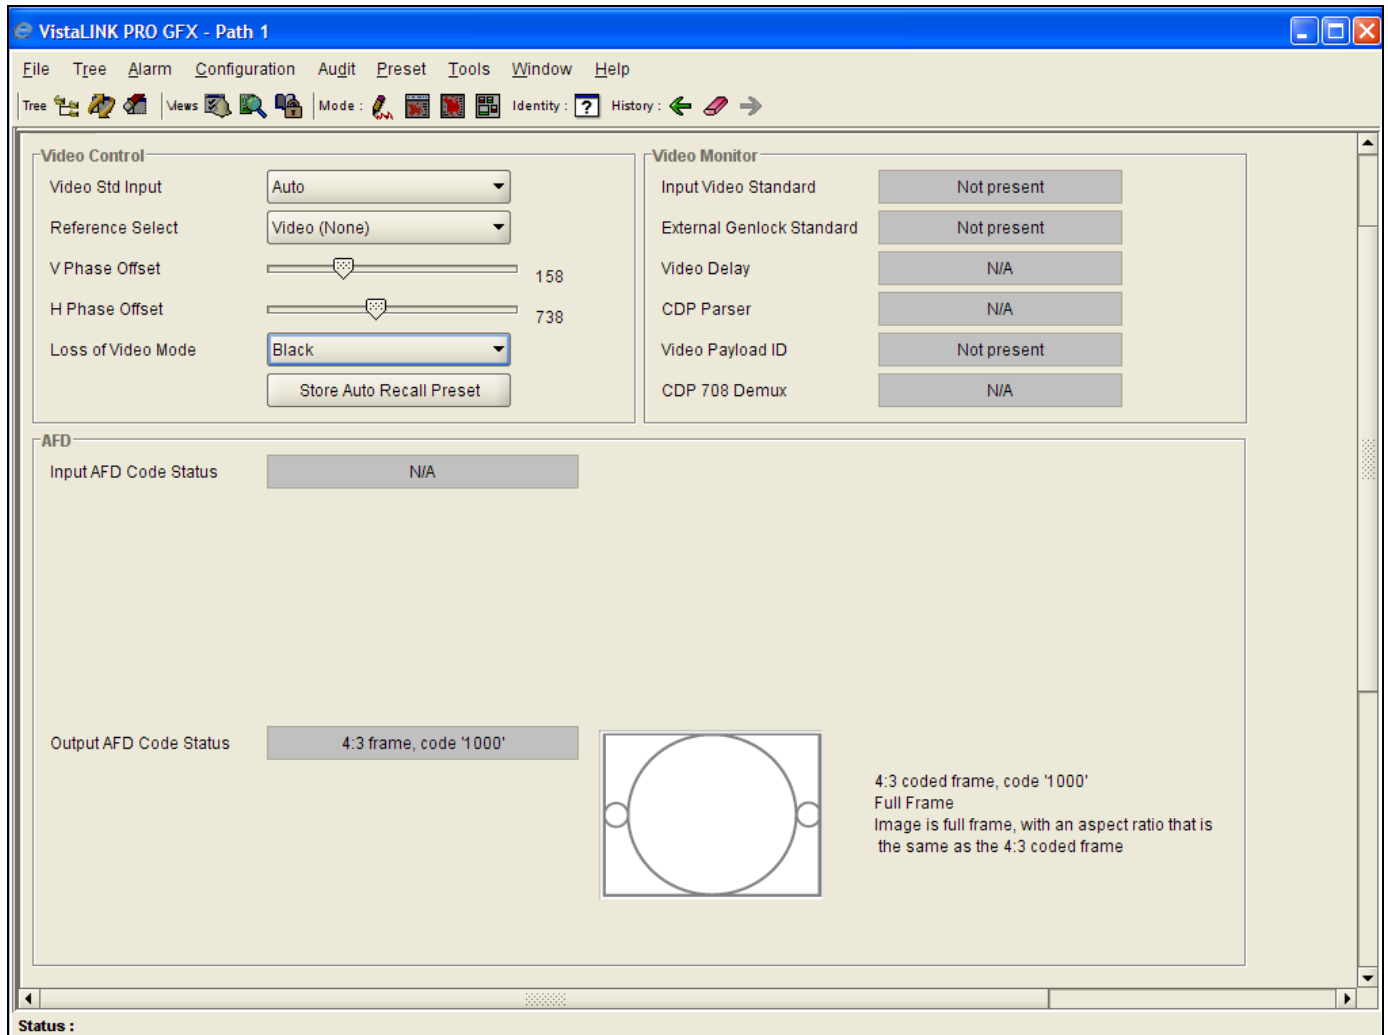 VistaLINK PRO GFX - Path 1
File Tree Alarm Configuration Audit Preset Tools Window Help
Tree Views Mode : Identity : ? History :
Video Control
Video Std Input Auto
Reference Select Video (None)
V Phase Offset 158
H Phase Offset 738
Loss of Video Mode Black
Store Auto Recall Preset
Video Monitor
Input Video Standard Not present
External Genlock Standard Not present
Video Delay N/A
CDP Parser N/A
Video Payload ID Not present
CDP 708 Demux N/A
AFD
Input AFD Code Status N/A
Output AFD Code Status 4:3 frame, code '1000'
4:3 coded frame, code '1000'
Full Frame
Image is full frame, with an aspect ratio that is
the same as the 4:3 coded frame
Status :